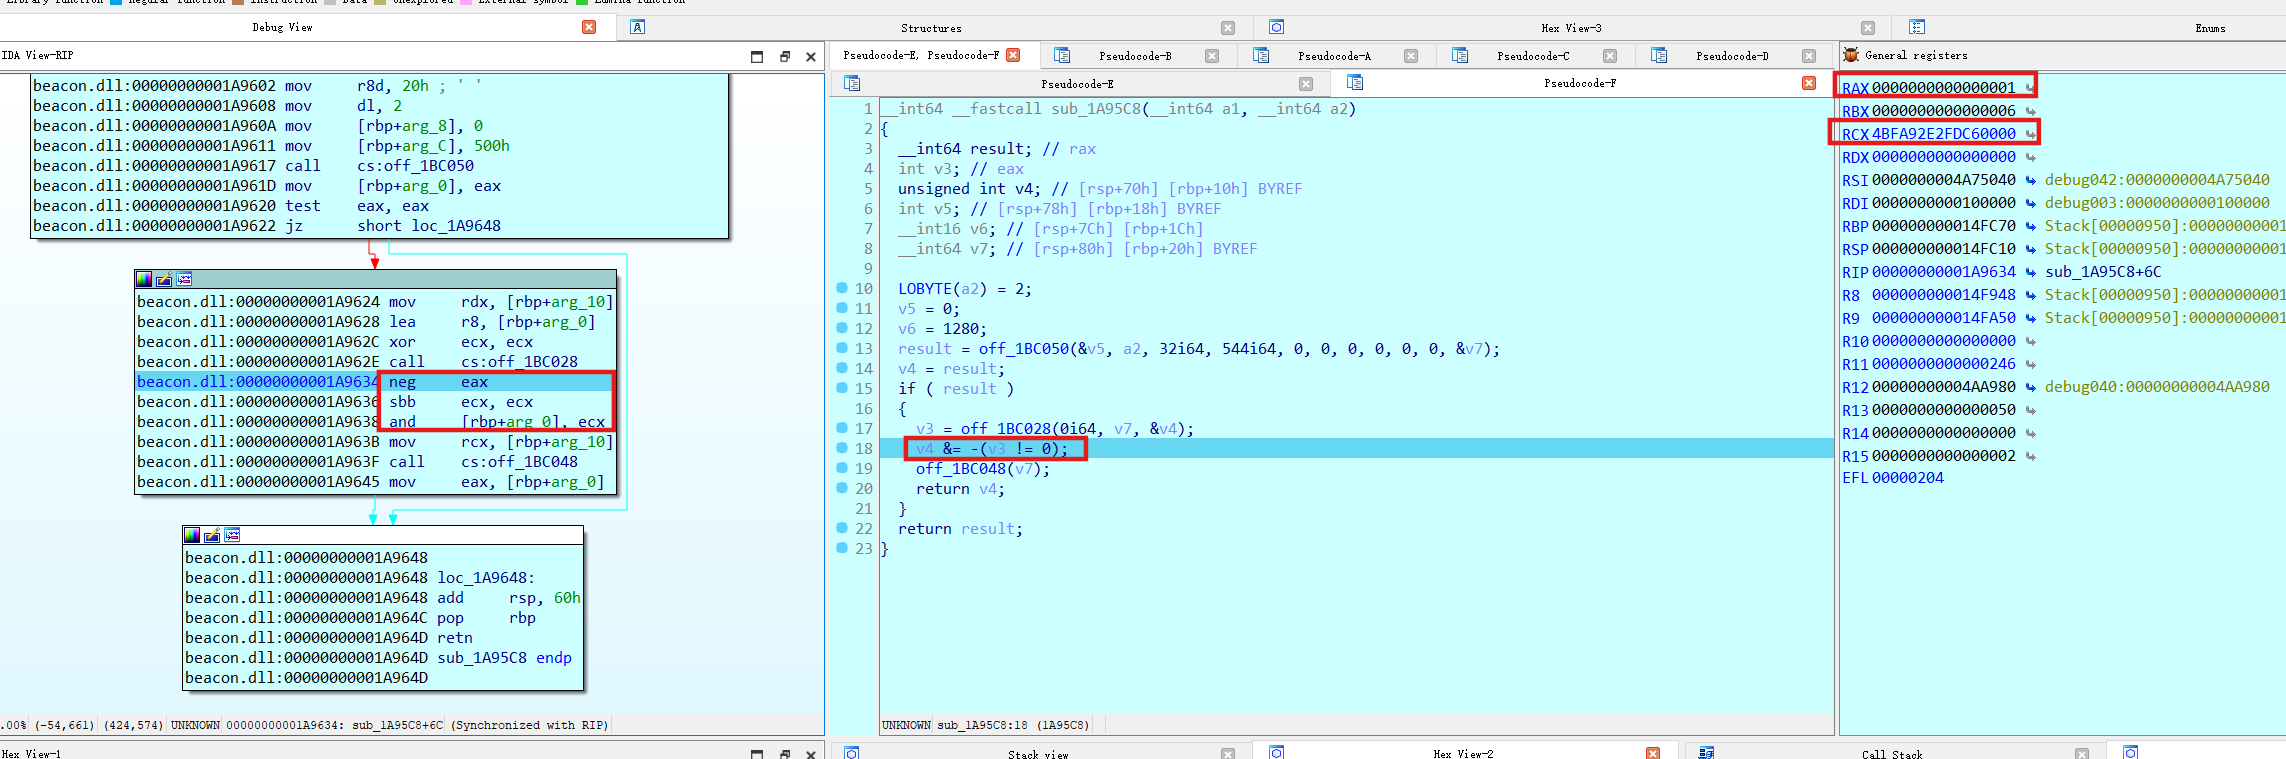 Library function Regular function Instruction Data Unexplored External symbol Lumina function
Debug View Structures Hex View-3 Enums
IDA View-RIP
beacon.dll:00000000001A9602 mov r8d, 20h ; ' '
beacon.dll:00000000001A9608 mov dl, 2
beacon.dll:00000000001A960A mov [rbp+arg_8], 0
beacon.dll:00000000001A9611 mov [rbp+arg_C], 500h
beacon.dll:00000000001A9617 call cs:off_1BC050
beacon.dll:00000000001A961D mov [rbp+arg_0], eax
beacon.dll:00000000001A9620 test eax, eax
beacon.dll:00000000001A9622 jz short loc_1A9648
beacon.dll:00000000001A9624 mov rdx, [rbp+arg_10]
beacon.dll:00000000001A9628 lea r8, [rbp+arg_0]
beacon.dll:00000000001A962C xor ecx, ecx
beacon.dll:00000000001A962E call cs:off_1BC028
beacon.dll:00000000001A9634 neg eax
beacon.dll:00000000001A9636 sbb ecx, ecx
beacon.dll:00000000001A9638 and [rbp+arg_0], ecx
beacon.dll:00000000001A963B mov rcx, [rbp+arg_10]
beacon.dll:00000000001A963F call cs:off_1BC048
beacon.dll:00000000001A9645 mov eax, [rbp+arg_0]
beacon.dll:00000000001A9648
beacon.dll:00000000001A9648 loc_1A9648:
beacon.dll:00000000001A9648 add rsp, 60h
beacon.dll:00000000001A964C pop rbp
beacon.dll:00000000001A964D retn
beacon.dll:00000000001A964D sub_1A95C8 endp
beacon.dll:00000000001A964D
.00% (-54,661) (424,574) UNKNOWN 00000000001A9634: sub_1A95C8+6C (Synchronized with RIP)
Hex View-1
Pseudocode-E, Pseudocode-F Pseudocode-B Pseudocode-A Pseudocode-C Pseudocode-D
Pseudocode-E Pseudocode-F
1 __int64 __fastcall sub_1A95C8(__int64 a1, __int64 a2)
2 {
3 __int64 result; // rax
4 int v3; // eax
5 unsigned int v4; // [rsp+70h] [rbp+10h] BYREF
6 int v5; // [rsp+78h] [rbp+18h] BYREF
7 __int16 v6; // [rsp+7Ch] [rbp+1Ch]
8 __int64 v7; // [rsp+80h] [rbp+20h] BYREF
9
10 LOBYTE(a2) = 2;
11 v5 = 0;
12 v6 = 1280;
13 result = off_1BC050(&v5, a2, 32i64, 544i64, 0, 0, 0, 0, 0, 0, &v7);
14 v4 = result;
15 if ( result )
16 {
17 v3 = off_1BC028(0i64, v7, &v4);
18 v4 &= -(v3 != 0);
19 off_1BC048(v7);
20 return v4;
21 }
22 return result;
23 }
UNKNOWN sub_1A95C8:18 (1A95C8)
Stack view Hex View-2 Call Stack
General registers
RAX 0000000000000001
RBX 0000000000000006
RCX 4BFA92E2FDC60000
RDX 0000000000000000
RSI 0000000004A75040 debug042:0000000004A75040
RDI 0000000000100000 debug003:0000000000100000
RBP 000000000014FC70 Stack[00000950]:00000000001
RSP 000000000014FC10 Stack[00000950]:00000000001
RIP 00000000001A9634 sub_1A95C8+6C
R8 000000000014F948 Stack[00000950]:00000000001
R9 000000000014FA50 Stack[00000950]:00000000001
R10 0000000000000000
R11 0000000000000246
R12 00000000004AA980 debug040:00000000004AA980
R13 0000000000000050
R14 0000000000000000
R15 0000000000000002
EFL 00000204